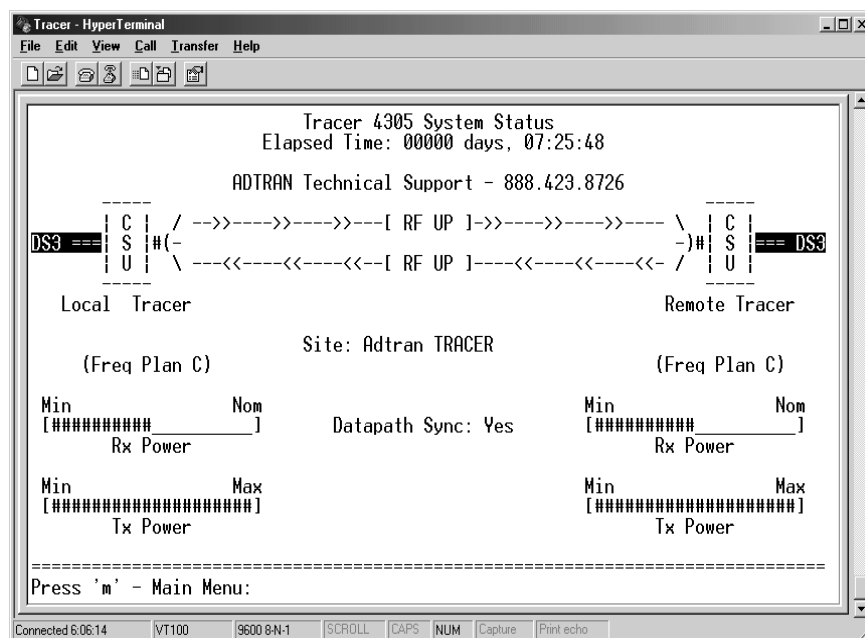 Tracer - HyperTerminal
File Edit View Call Transfer Help
Tracer 4305 System Status
Elapsed Time: 00000 days, 07:25:48
ADTRAN Technical Support - 888.423.8726
----- -----
| C | / -->>---->>---->>---[ RF UP ]->>---->>---->>---- \ | C |
DS3 ===| S |#(- -)#| S |=== DS3
| U | \ ---<<----<<----<<--[ RF UP ]----<<----<<----<<- / | U |
----- -----
Local Tracer Remote Tracer
Site: Adtran TRACER
(Freq Plan C) (Freq Plan C)
Min Nom Min Nom
[##########__________] Datapath Sync: Yes [##########__________]
Rx Power Rx Power
Min Max Min Max
[####################] [####################]
Tx Power Tx Power
================================================================================
Press 'm' - Main Menu:
Connected 6:06:14 VT100 9600 8-N-1 SCROLL CAPS NUM Capture Print echo